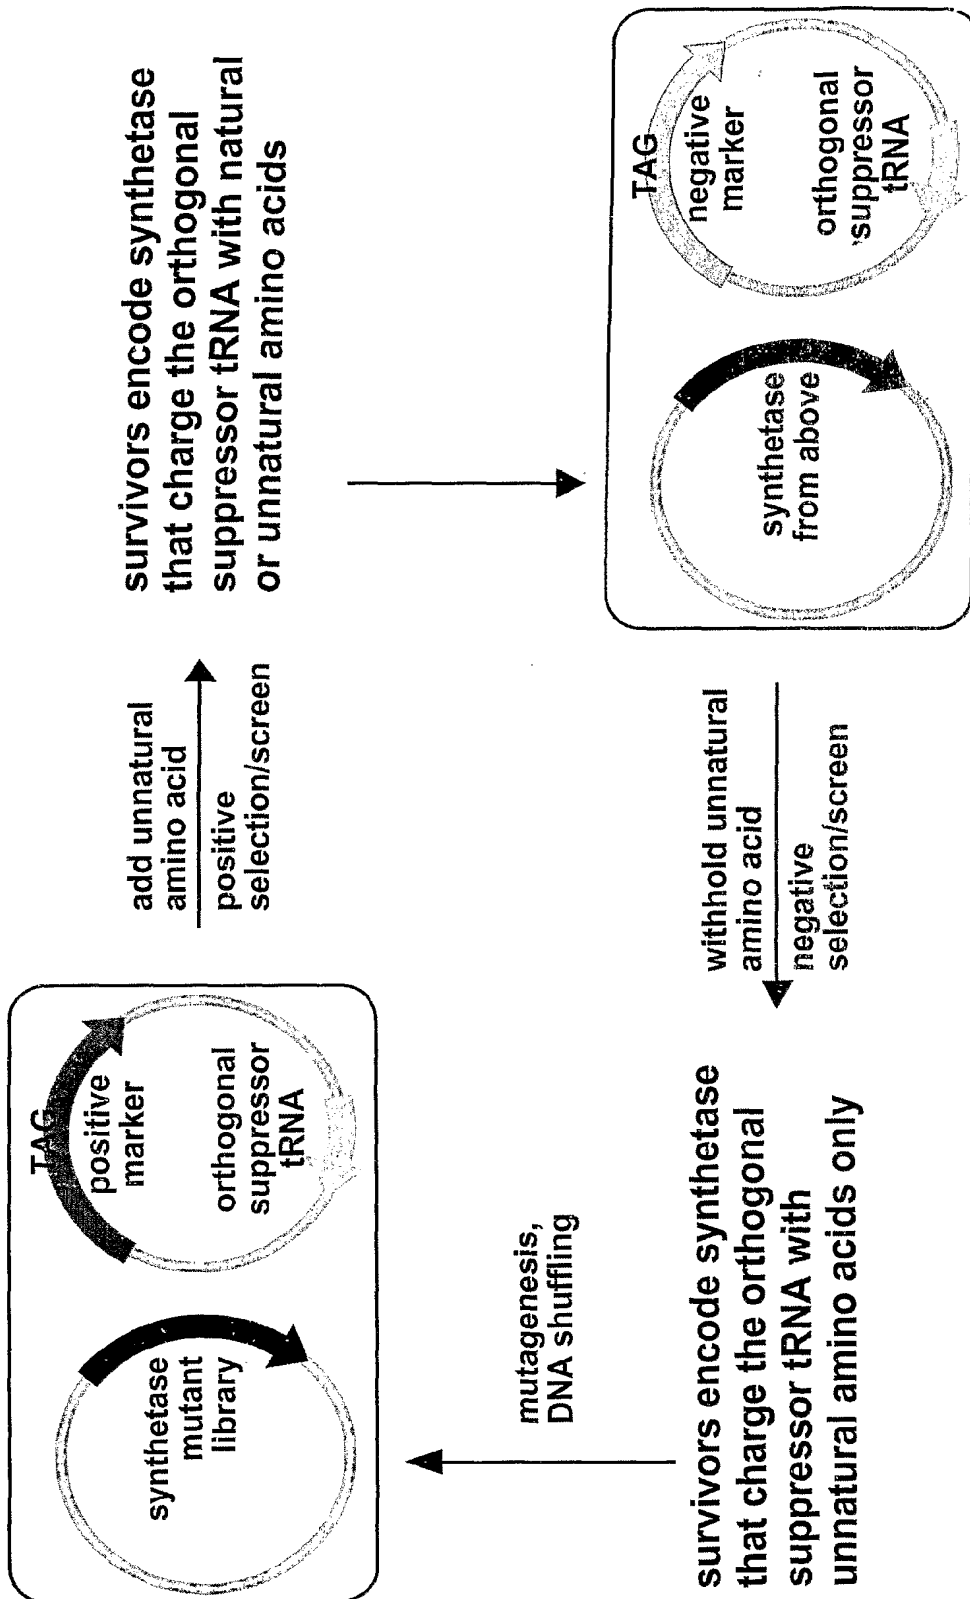 synthetase
mutant
library
TAG
positive
marker
orthogonal
suppressor
tRNA
add unnatural
amino acid
positive
selection/screen
survivors encode synthetase
that charge the orthogonal
suppressor tRNA with natural
or unnatural amino acids
synthetase
from above
TAG
negative
marker
orthogonal
suppressor
tRNA
withhold unnatural
amino acid
negative
selection/screen
survivors encode synthetase
that charge the orthogonal
suppressor tRNA with
unnatural amino acids only
mutagenesis,
DNA shuffling